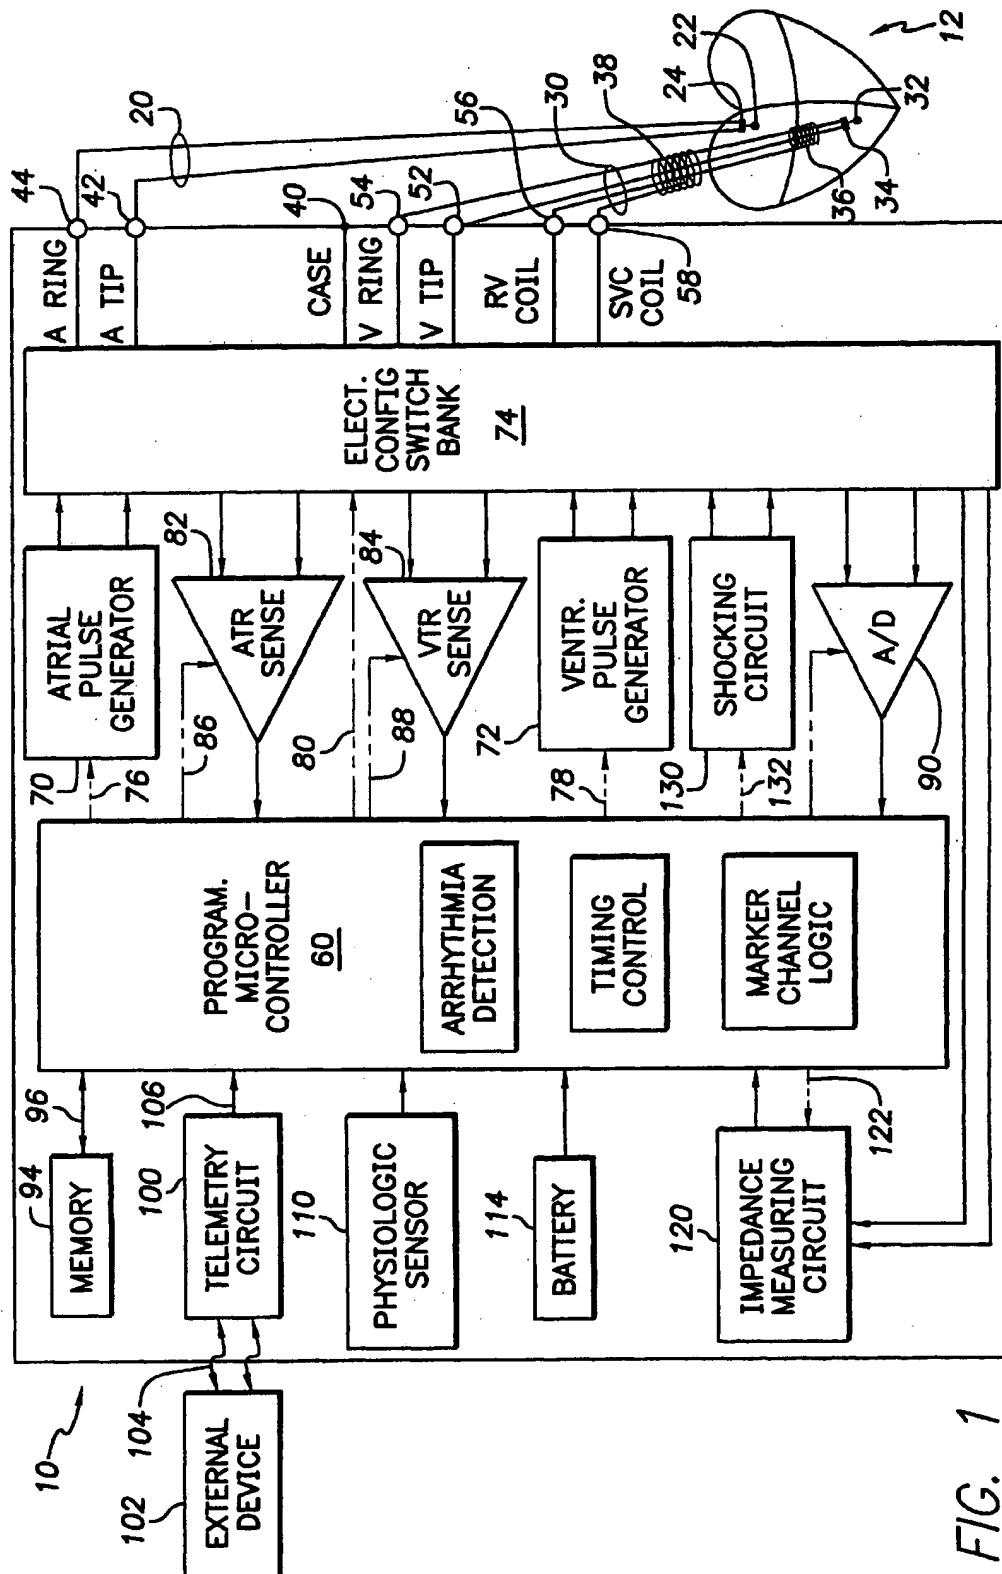 44
42
40
54
52
56
58
20
30
38
24
22
12
36
34
32
A RING
A TIP
CASE
V RING
V TIP
RV
COIL
SVC
COIL
ELECT.
CONFIG
SWITCH
BANK
74
ATRIAL
PULSE
GENERATOR
70
76
82
ATR
SENSE
86
80
84
VTR
SENSE
88
VENTR.
PULSE
GENERATOR
72
78
SHOCKING
CIRCUIT
130
132
A/D
90
PROGRAM.
MICRO-
CONTROLLER
60
ARRHYTHMIA
DETECTION
TIMING
CONTROL
MARKER
CHANNEL
LOGIC
96
94
MEMORY
106
100
TELEMETRY
CIRCUIT
110
PHYSIOLOGIC
SENSOR
114
BATTERY
122
120
IMPEDANCE
MEASURING
CIRCUIT
10
104
102
EXTERNAL
DEVICE
FIG. 1